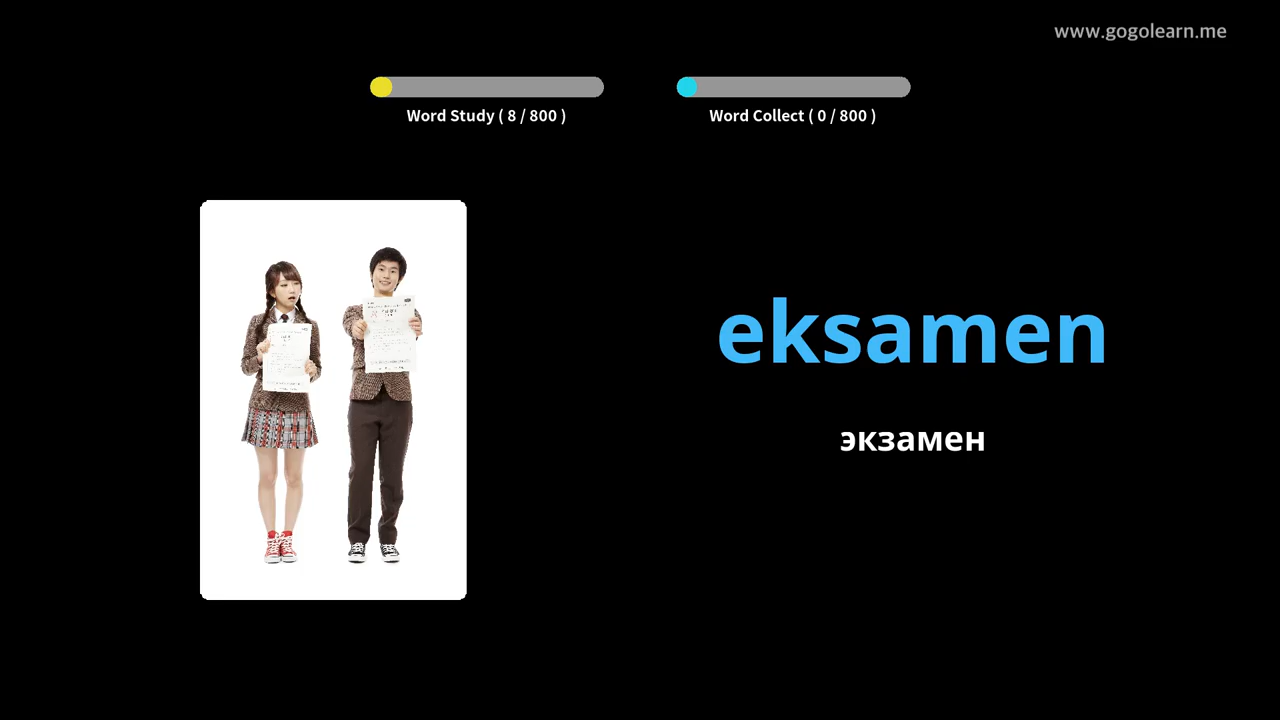 www.gogolearn.me
Word Study ( 8 / 800 )
Word Collect ( 0 / 800 )
eksamen
экзамен